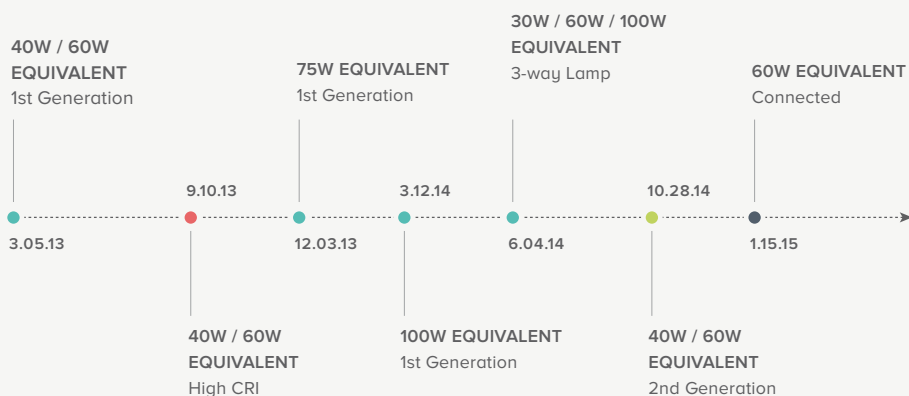 40W / 60W
EQUIVALENT
1st Generation
3.05.13
9.10.13
40W / 60W
EQUIVALENT
High CRI
75W EQUIVALENT
1st Generation
12.03.13
3.12.14
100W EQUIVALENT
1st Generation
30W / 60W / 100W
EQUIVALENT
3-way Lamp
6.04.14
10.28.14
40W / 60W
EQUIVALENT
2nd Generation
60W EQUIVALENT
Connected
1.15.15